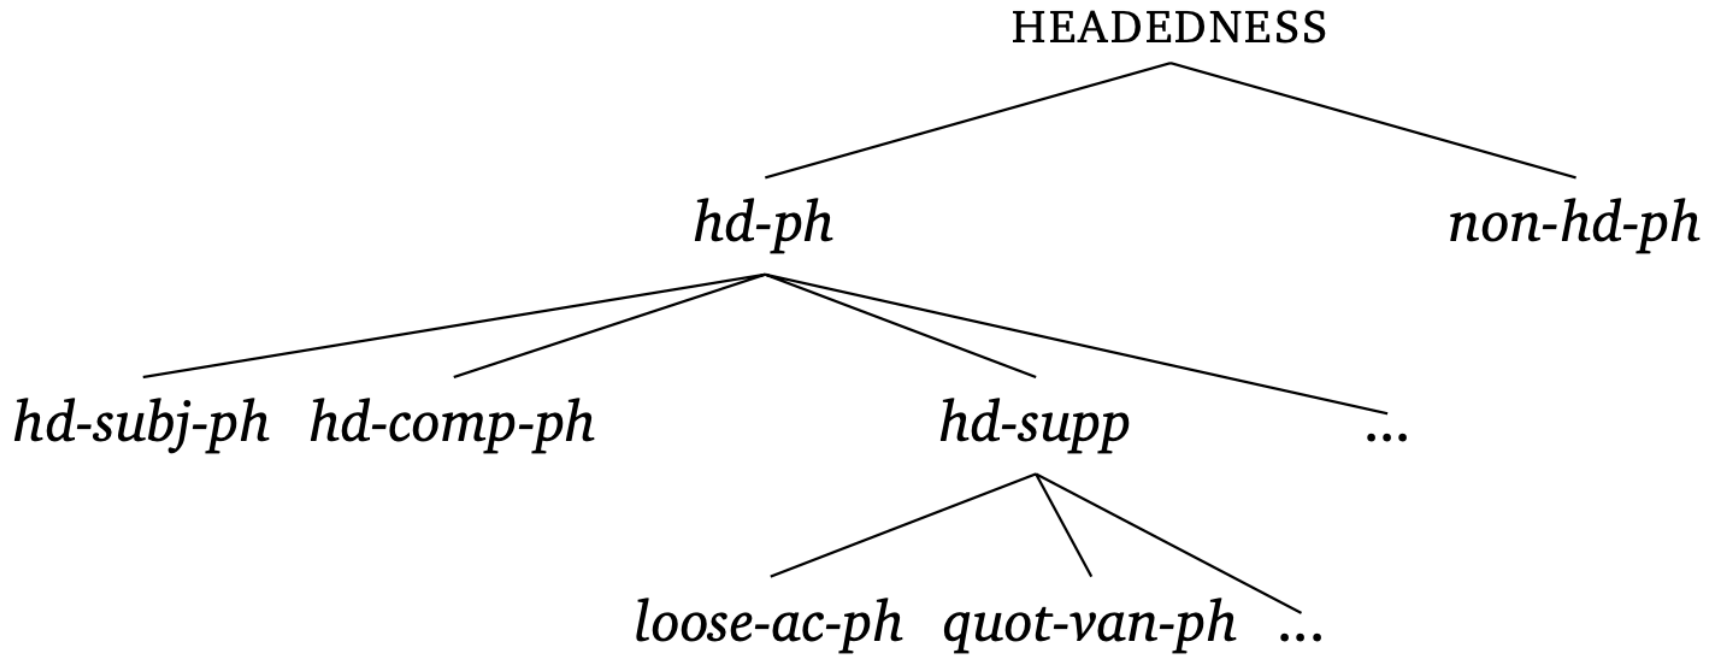 HEADEDNESS
hd-ph non-hd-ph
hd-subj-ph hd-comp-ph hd-supp ...
loose-ac-ph quot-van-ph ...